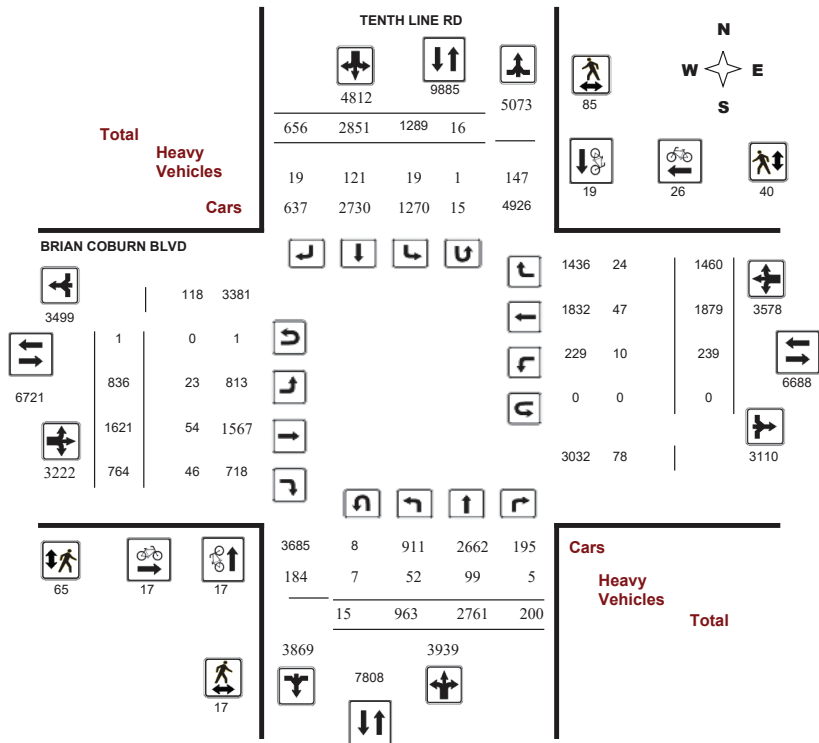 TENTH LINE RD
N
W E
S
4812 9885 5073 85
Total 656 2851 1289 16
Heavy
Vehicles
19 121 19 1 147
19 26 40
Cars 637 2730 1270 15 4926
BRIAN COBURN BLVD
1436 24 1460
118 3381
3499 1832 47 1879 3578
1 0 1
229 10 239
6721 836 23 813 6688
0 0 0
1621 54 1567
3222 764 46 718
3032 78 3110
3685 8 911 2662 195 Cars
184 7 52 99 5 Heavy
Vehicles
65 17 17
15 963 2761 200 Total
3869 3939
7808
17